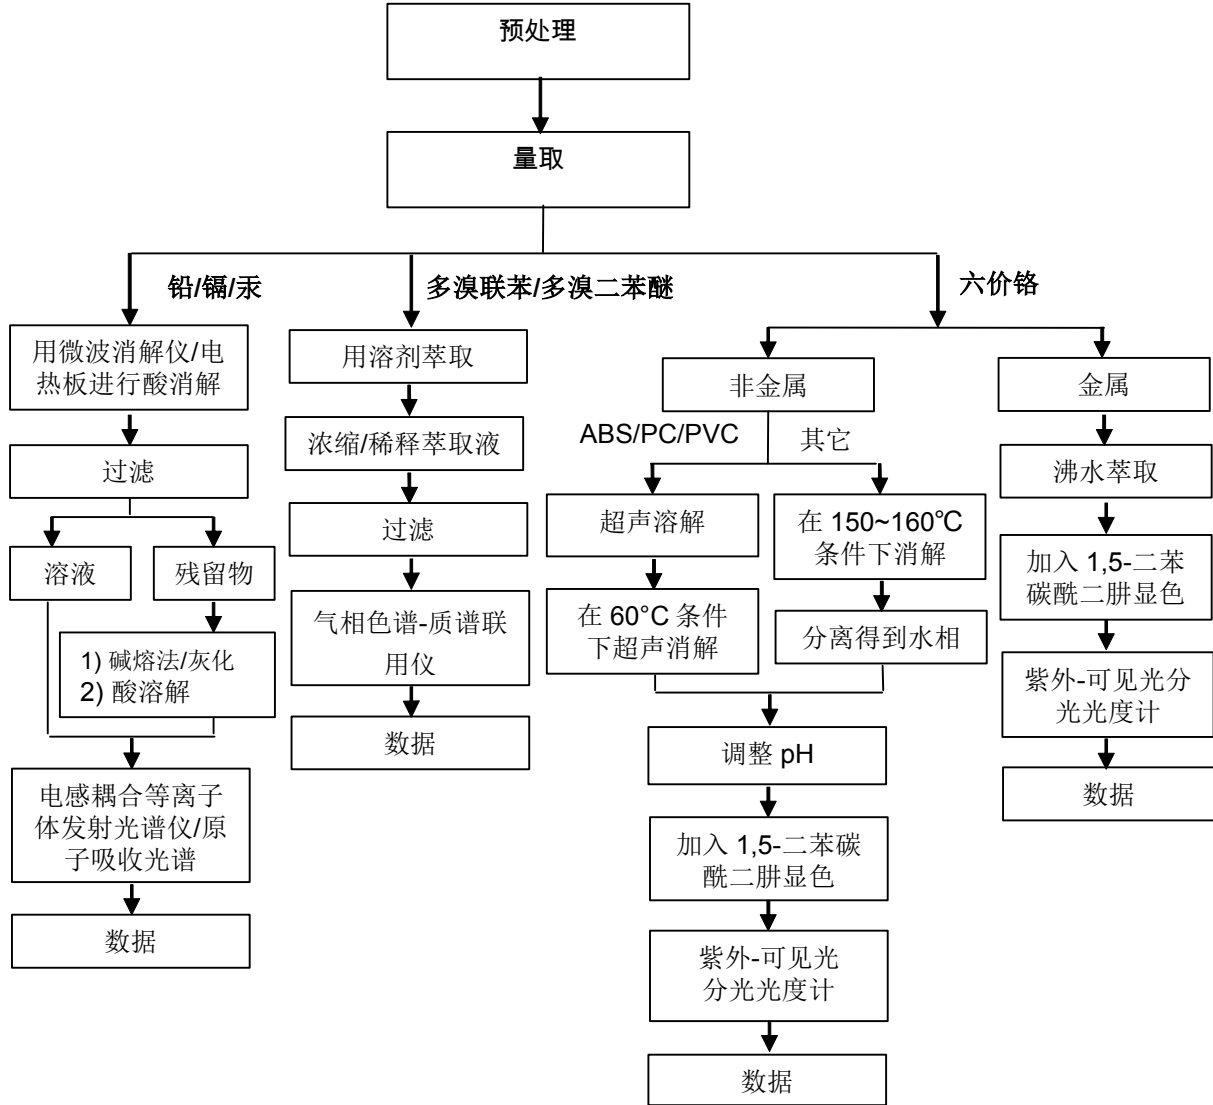 预处理
量取
铅/镉/汞
多溴联苯/多溴二苯醚
六价铬
用微波消解仪/电
热板进行酸消解
过滤
溶液
残留物
1) 碱熔法/灰化
2) 酸溶解
电感耦合等离子
体发射光谱仪/原
子吸收光谱
数据
用溶剂萃取
浓缩/稀释萃取液
过滤
气相色谱-质谱联
用仪
数据
非金属
ABS/PC/PVC
其它
超声溶解
在 60°C 条件
下超声消解
在 150~160℃
条件下消解
分离得到水相
调整 pH
加入 1,5-二苯碳
酰二肼显色
紫外-可见光
分光光度计
数据
金属
沸水萃取
加入 1,5-二苯
碳酰二肼显色
紫外-可见光分
光光度计
数据